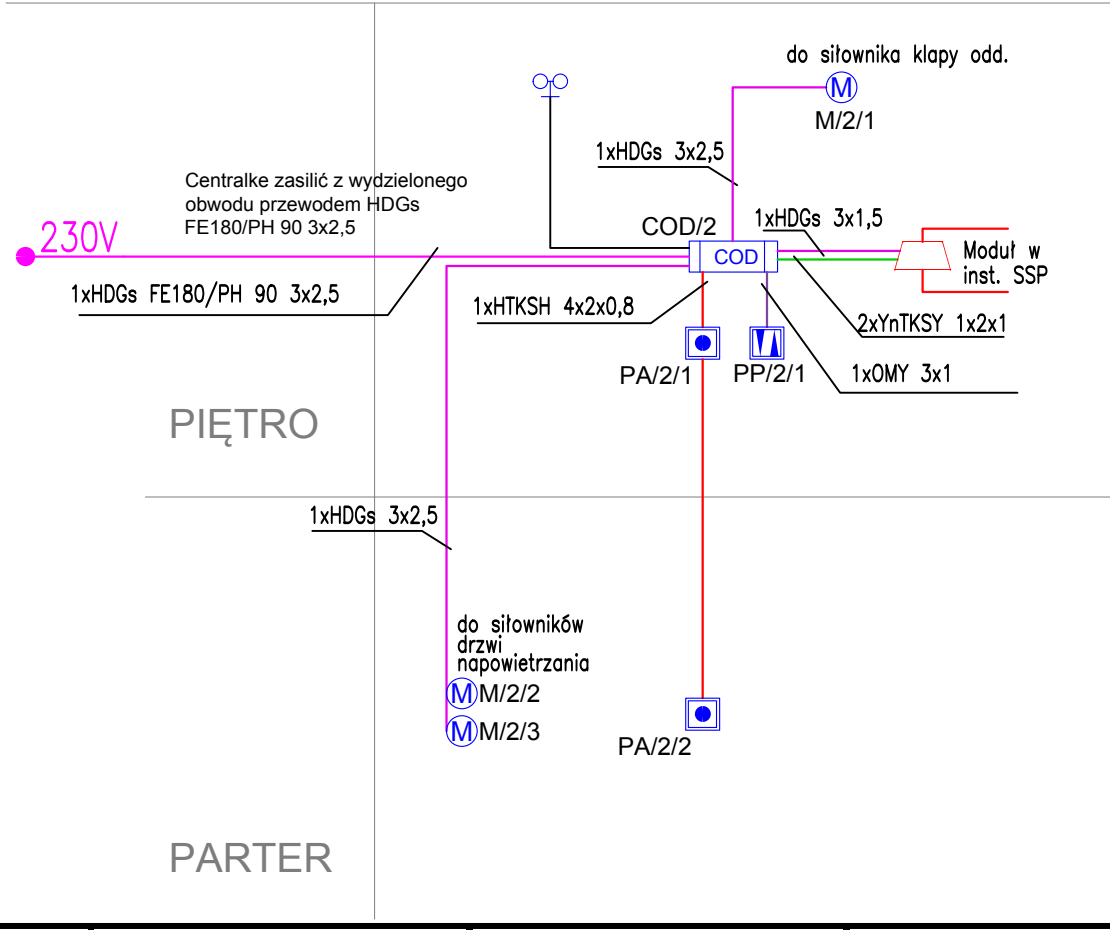 do siłownika klapy odd.
M
M/2/1
1xHDGs 3x2,5
Centralke zasilić z wydzielonego
obwodu przewodem HDGs
FE180/PH 90 3x2,5
230V
COD/2
1xHDGs 3x1,5
COD
Moduł w
inst. SSP
1xHDGs FE180/PH 90 3x2,5
1xHTKSH 4x2x0,8
2xYnTKSY 1x2x1
PA/2/1
PP/2/1
1xOMY 3x1
PIĘTRO
1xHDGs 3x2,5
do siłowników
drzwi
napowietrzania
M M/2/2
M M/2/3
PA/2/2
PARTER